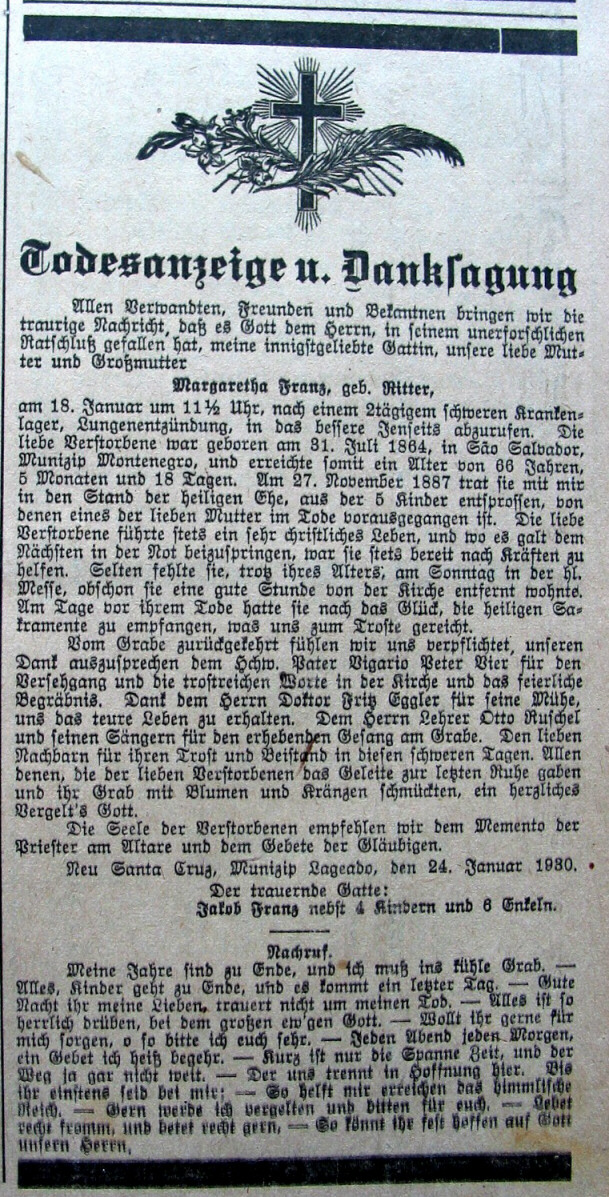 Todesanzeige u. Danksagung
Allen Verwandten, Freunden und Bekantnen bringen wir die
traurige Nachricht, daß es Gott dem Herrn, in seinem unerforschlichen
Ratschluß gefallen hat, meine innigstgeliebte Gattin, unsere liebe Mut-
ter und Großmutter
Margaretha Franz, geb. Ritter,
am 18. Januar um 11½ Uhr, nach einem 2tägigem schweren Kranken-
lager, Lungenentzündung, in das bessere Jenseits abzurufen. Die
liebe Verstorbene war geboren am 31. Juli 1864, in São Salvador,
Munizip Montenegro, und erreichte somit ein Alter von 66 Jahren,
5 Monaten und 18 Tagen. Am 27. November 1887 trat sie mit mir
in den Stand der heiligen Ehe, aus der 5 Kinder entsprossen, von
denen eines der lieben Mutter im Tode vorausgegangen ist. Die liebe
Verstorbene führte stets ein sehr christliches Leben, und wo es galt dem
Nächsten in der Not beizuspringen, war sie stets bereit nach Kräften zu
helfen. Selten fehlte sie, trotz ihres Alters, am Sonntag in der hl.
Messe, obschon sie eine gute Stunde von der Kirche entfernt wohnte.
Am Tage vor ihrem Tode hatte sie nach das Glück, die heiligen Sa-
kramente zu empfangen, was uns zum Troste gereicht.
Vom Grabe zurückgekehrt fühlen wir uns verpflichtet, unseren
Dank auszusprechen dem Hchw. Pater Vigario Peter Vier für den
Versehgang und die trostreichen Worte in der Kirche und das feierliche
Begräbnis. Dank dem Herrn Doktor Fritz Eggler für seine Mühe,
uns das teure Leben zu erhalten. Dem Herrn Lehrer Otto Ruschel
und seinen Sängern für den erhebenden Gesang am Grabe. Den lieben
Nachbarn für ihren Trost und Beistand in diesen schweren Tagen. Allen
denen, die der lieben Verstorbenen das Geleite zur letzten Ruhe gaben
und ihr Grab mit Blumen und Kränzen schmückten, ein herzliches
Vergelt's Gott.
Die Seele der Verstorbenen empfehlen wir dem Memento der
Priester am Altare und dem Gebete der Gläubigen.
Neu Santa Cruz, Munizip Lageado, den 24. Januar 1930.
Der trauernde Gatte:
Jakob Franz nebst 4 Kindern und 6 Enkeln.
Nachruf.
Meine Jahre sind zu Ende, und ich muß ins kühle Grab. —
Alles, Kinder geht zu Ende, und es kommt ein letzter Tag. — Gute
Nacht ihr meine Lieben, trauert nicht um meinen Tod. — Alles ist so
herrlich drüben, bei dem großen ew'gen Gott. — Wollt ihr gerne für
mich sorgen, o so bitte ich euch sehr. — Jeden Abend jeden Morgen,
ein Gebet ich heiß begehr. — Kurz ist nur die Spanne Zeit, und der
Weg ja gar nicht weit. — Der uns trennt in Hoffnung hier. Bis
ihr einstens seid bei mir: — So helft mir erreichen das himmlische
Reich. — Gern werde ich vergelten und bitten für euch. — Lebet
recht fromm, und betet recht gern. — So könnt ihr fest hoffen auf Gott
unsern Herrn.